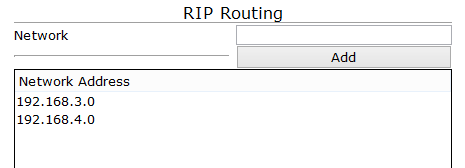 RIP Routing
Network
Add
Network Address
192.168.3.0
192.168.4.0